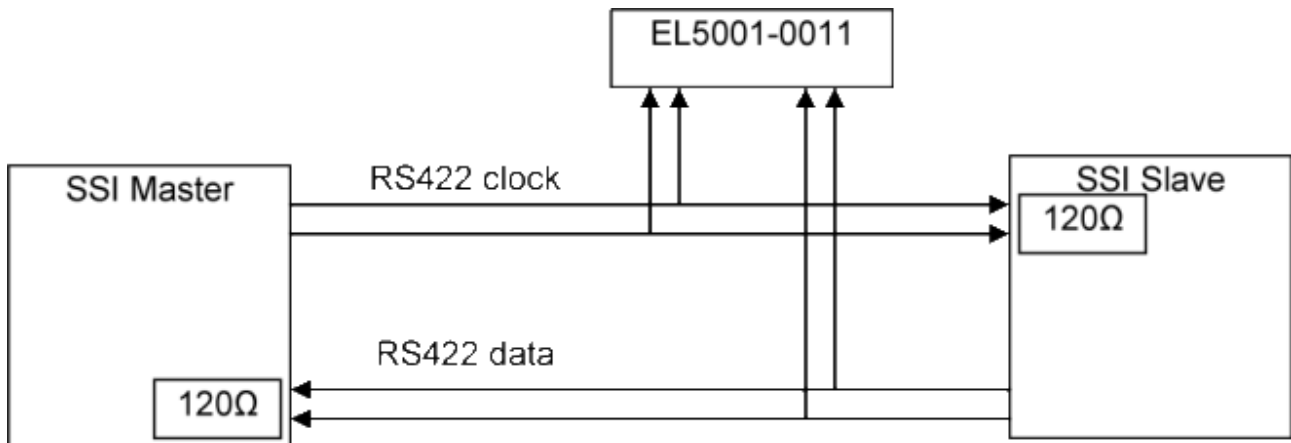 EL5001-0011
SSI Master
RS422 clock
SSI Slave
120Ω
RS422 data
120Ω